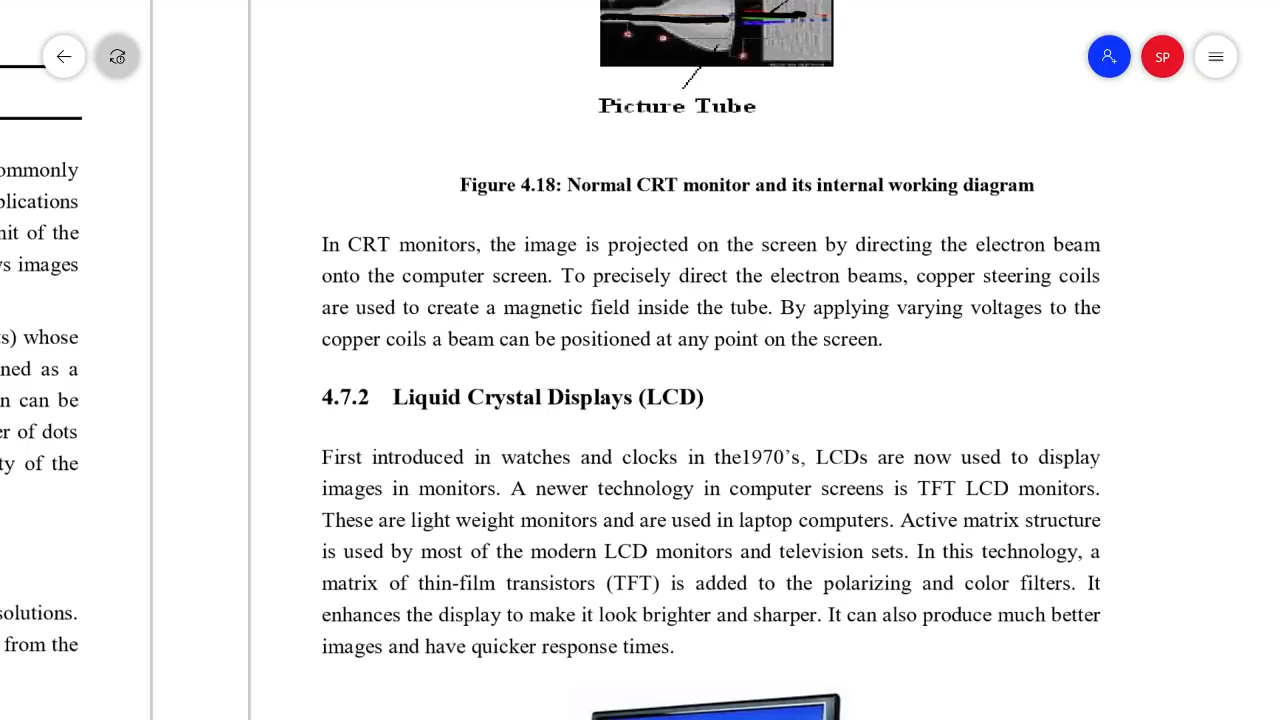 SP
ommonly
plications
nit of the
ys images
ts) whose
ned as a
n can be
er of dots
ty of the
solutions.
from the
Picture Tube
Figure 4.18: Normal CRT monitor and its internal working diagram
In CRT monitors, the image is projected on the screen by directing the electron beam
onto the computer screen. To precisely direct the electron beams, copper steering coils
are used to create a magnetic field inside the tube. By applying varying voltages to the
copper coils a beam can be positioned at any point on the screen.
4.7.2 Liquid Crystal Displays (LCD)
First introduced in watches and clocks in the1970’s, LCDs are now used to display
images in monitors. A newer technology in computer screens is TFT LCD monitors.
These are light weight monitors and are used in laptop computers. Active matrix structure
is used by most of the modern LCD monitors and television sets. In this technology, a
matrix of thin-film transistors (TFT) is added to the polarizing and color filters. It
enhances the display to make it look brighter and sharper. It can also produce much better
images and have quicker response times.